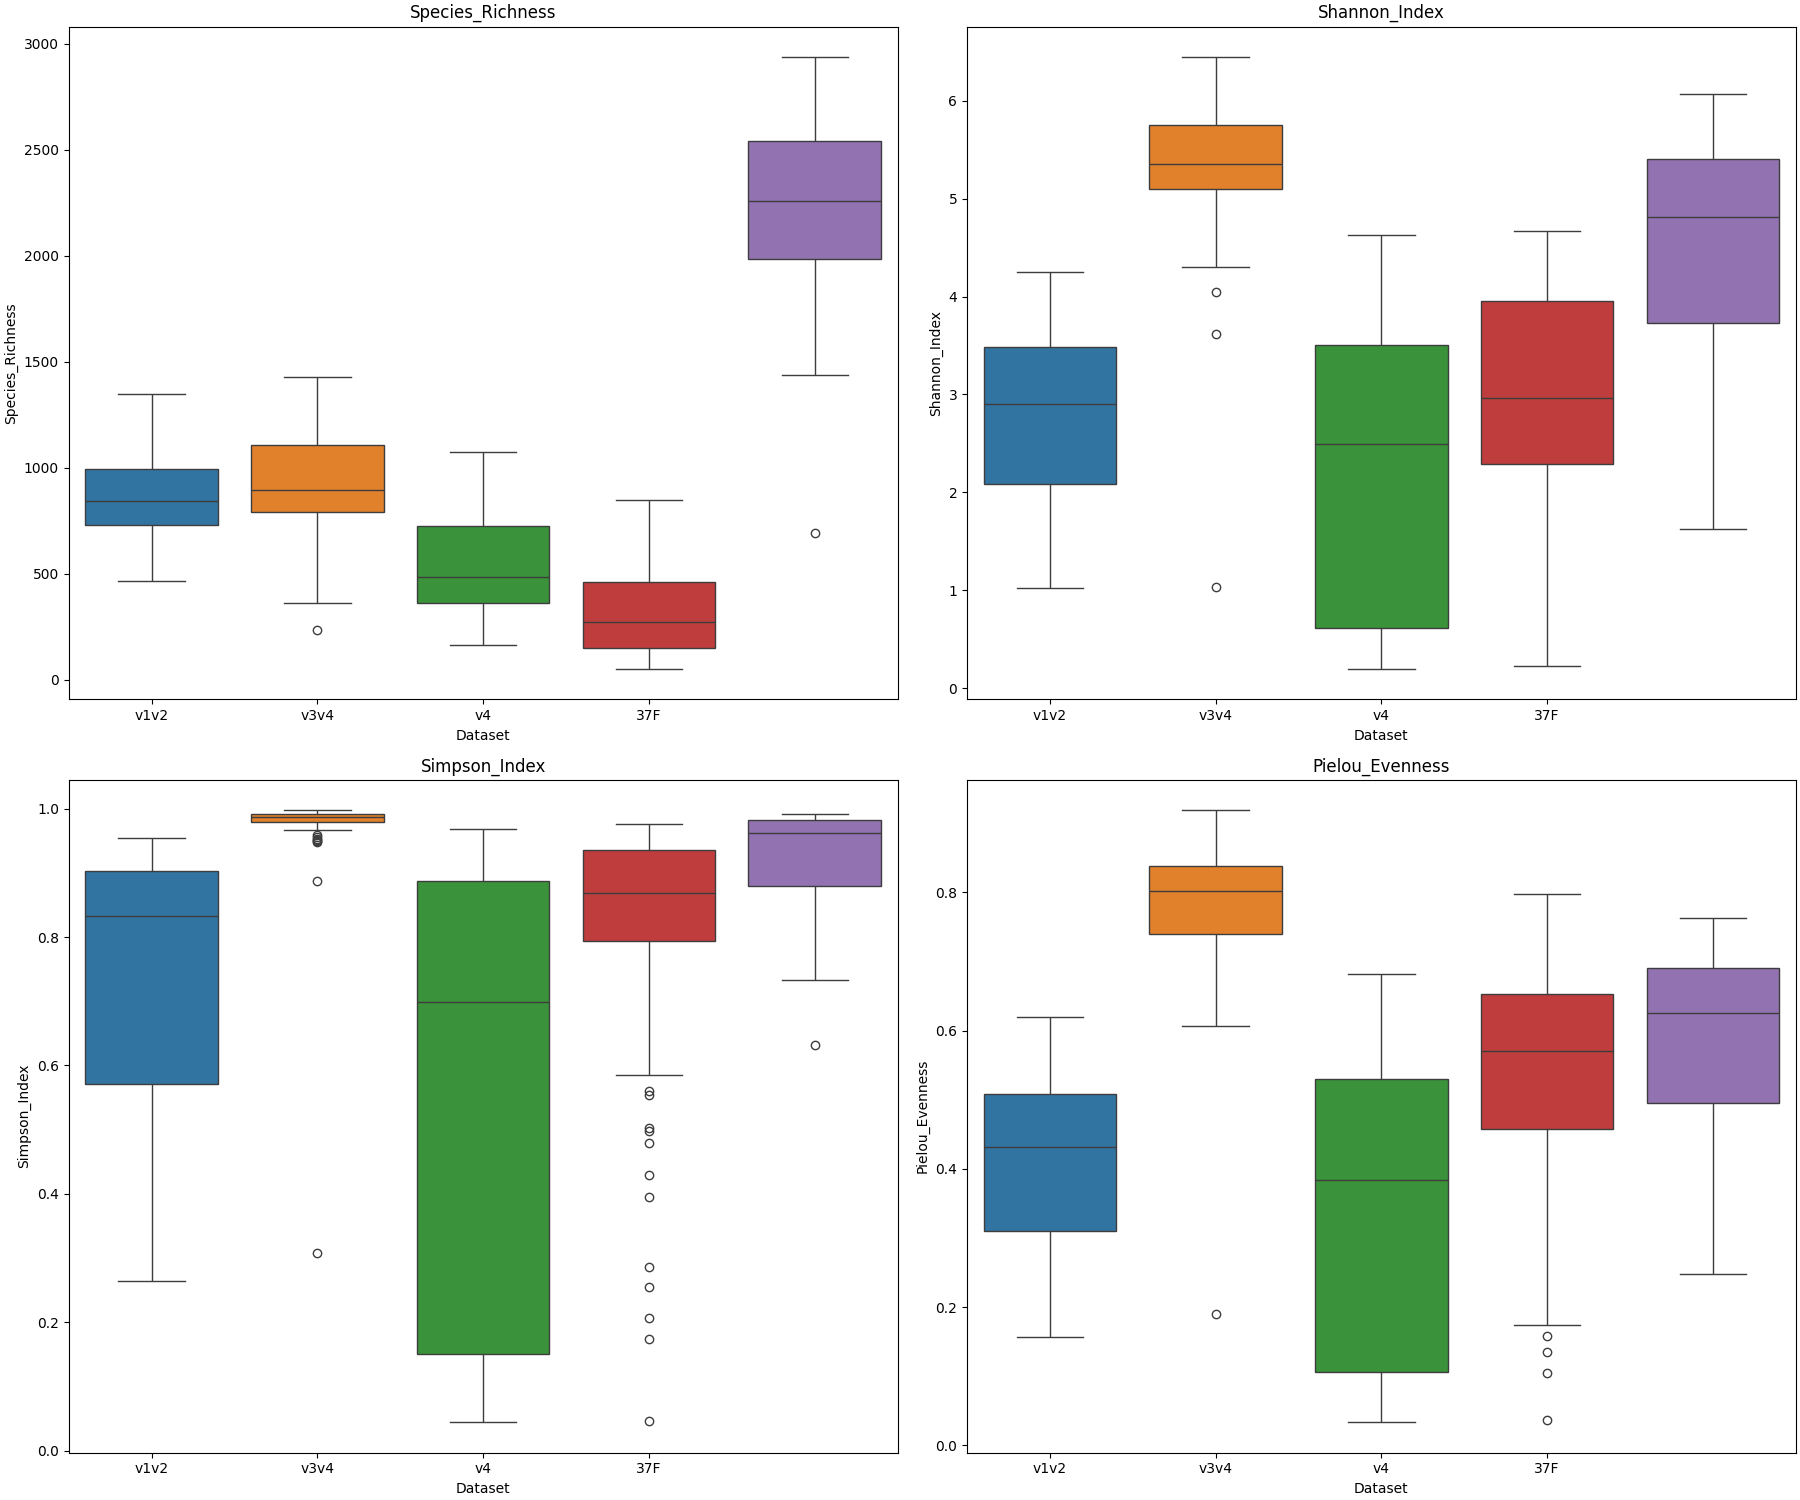 Species_Richness
Species_Richness
3000
2500
2000
1500
1000
500
0
v1v2 v3v4 v4 37F
Dataset
Shannon_Index
Shannon_Index
6
5
4
3
2
1
0
v1v2 v3v4 v4 37F
Dataset
Simpson_Index
Simpson_Index
1.0
0.8
0.6
0.4
0.2
0.0
v1v2 v3v4 v4 37F
Dataset
Pielou_Evenness
Pielou_Evenness
0.8
0.6
0.4
0.2
0.0
v1v2 v3v4 v4 37F
Dataset